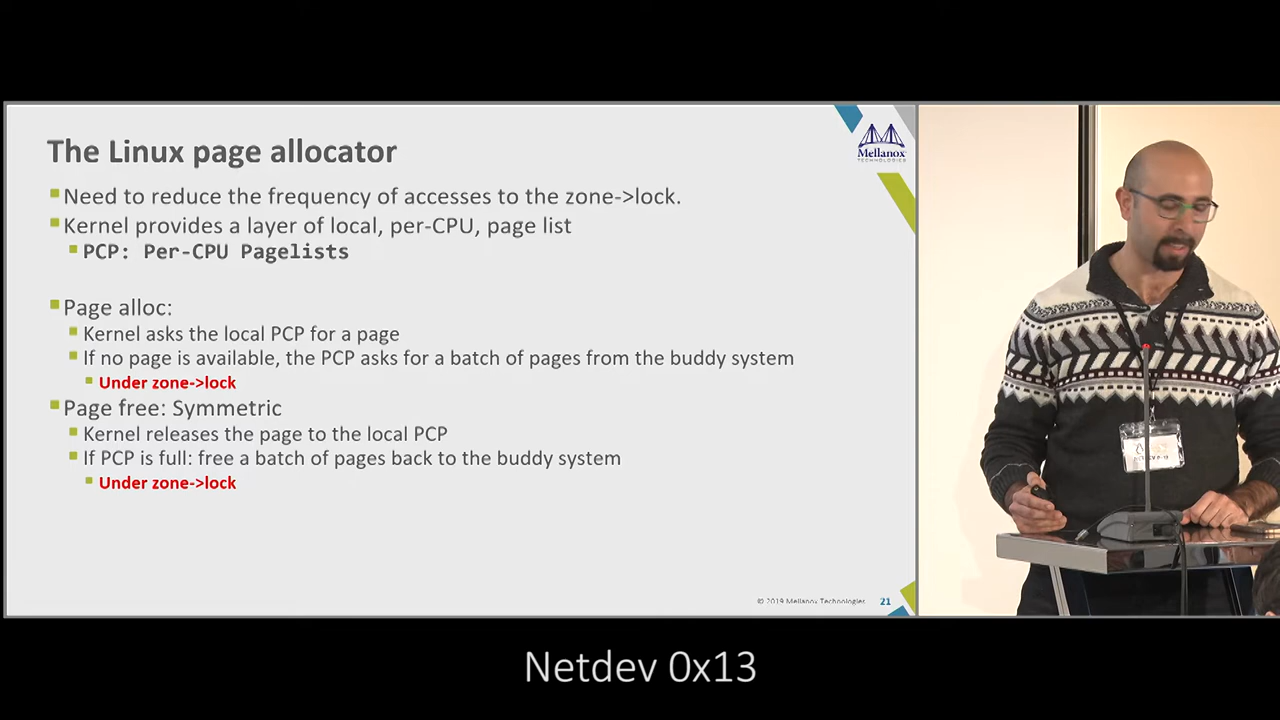 The Linux page allocator
Mellanox
TECHNOLOGIES
Need to reduce the frequency of accesses to the zone->lock.
Kernel provides a layer of local, per-CPU, page list
PCP: Per-CPU Pagelists
Page alloc:
Kernel asks the local PCP for a page
If no page is available, the PCP asks for a batch of pages from the buddy system
Under zone->lock
Page free: Symmetric
Kernel releases the page to the local PCP
If PCP is full: free a batch of pages back to the buddy system
Under zone->lock
© 2019 Mellanox Technologies
21
Netdev 0x13